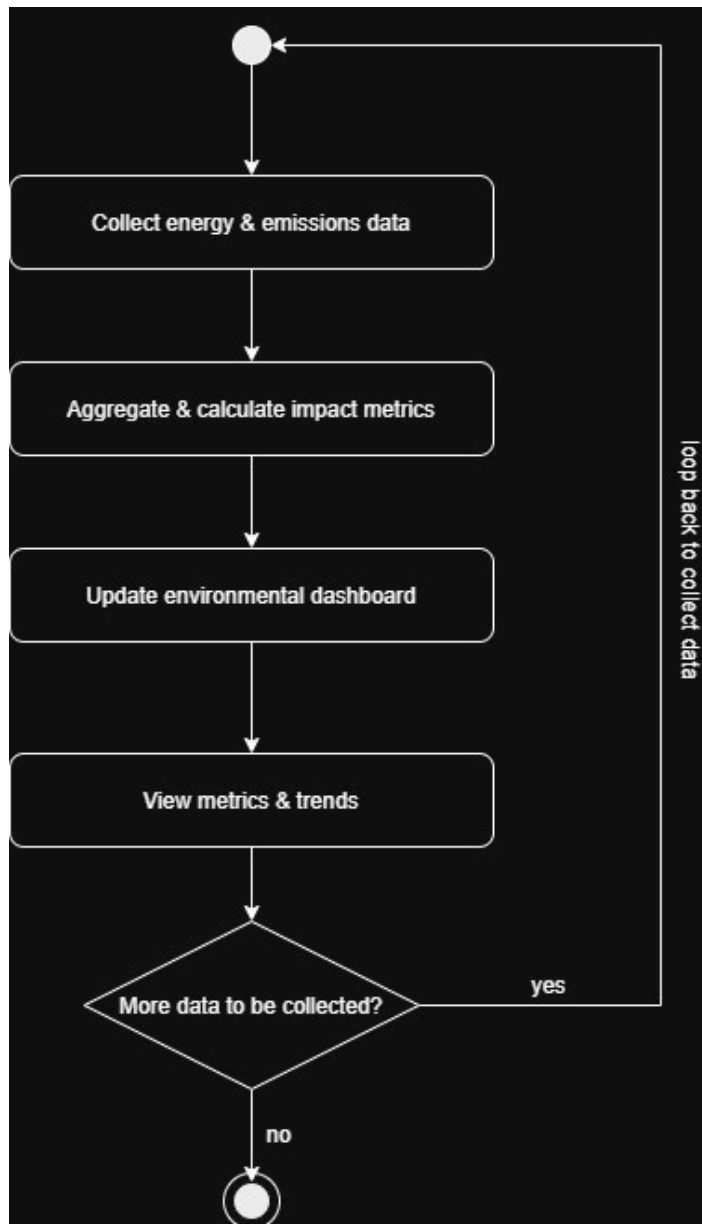 Collect energy & emissions data
Aggregate & calculate impact metrics
loop back to collect data
Update environmental dashboard
View metrics & trends
More data to be collected?
yes
no